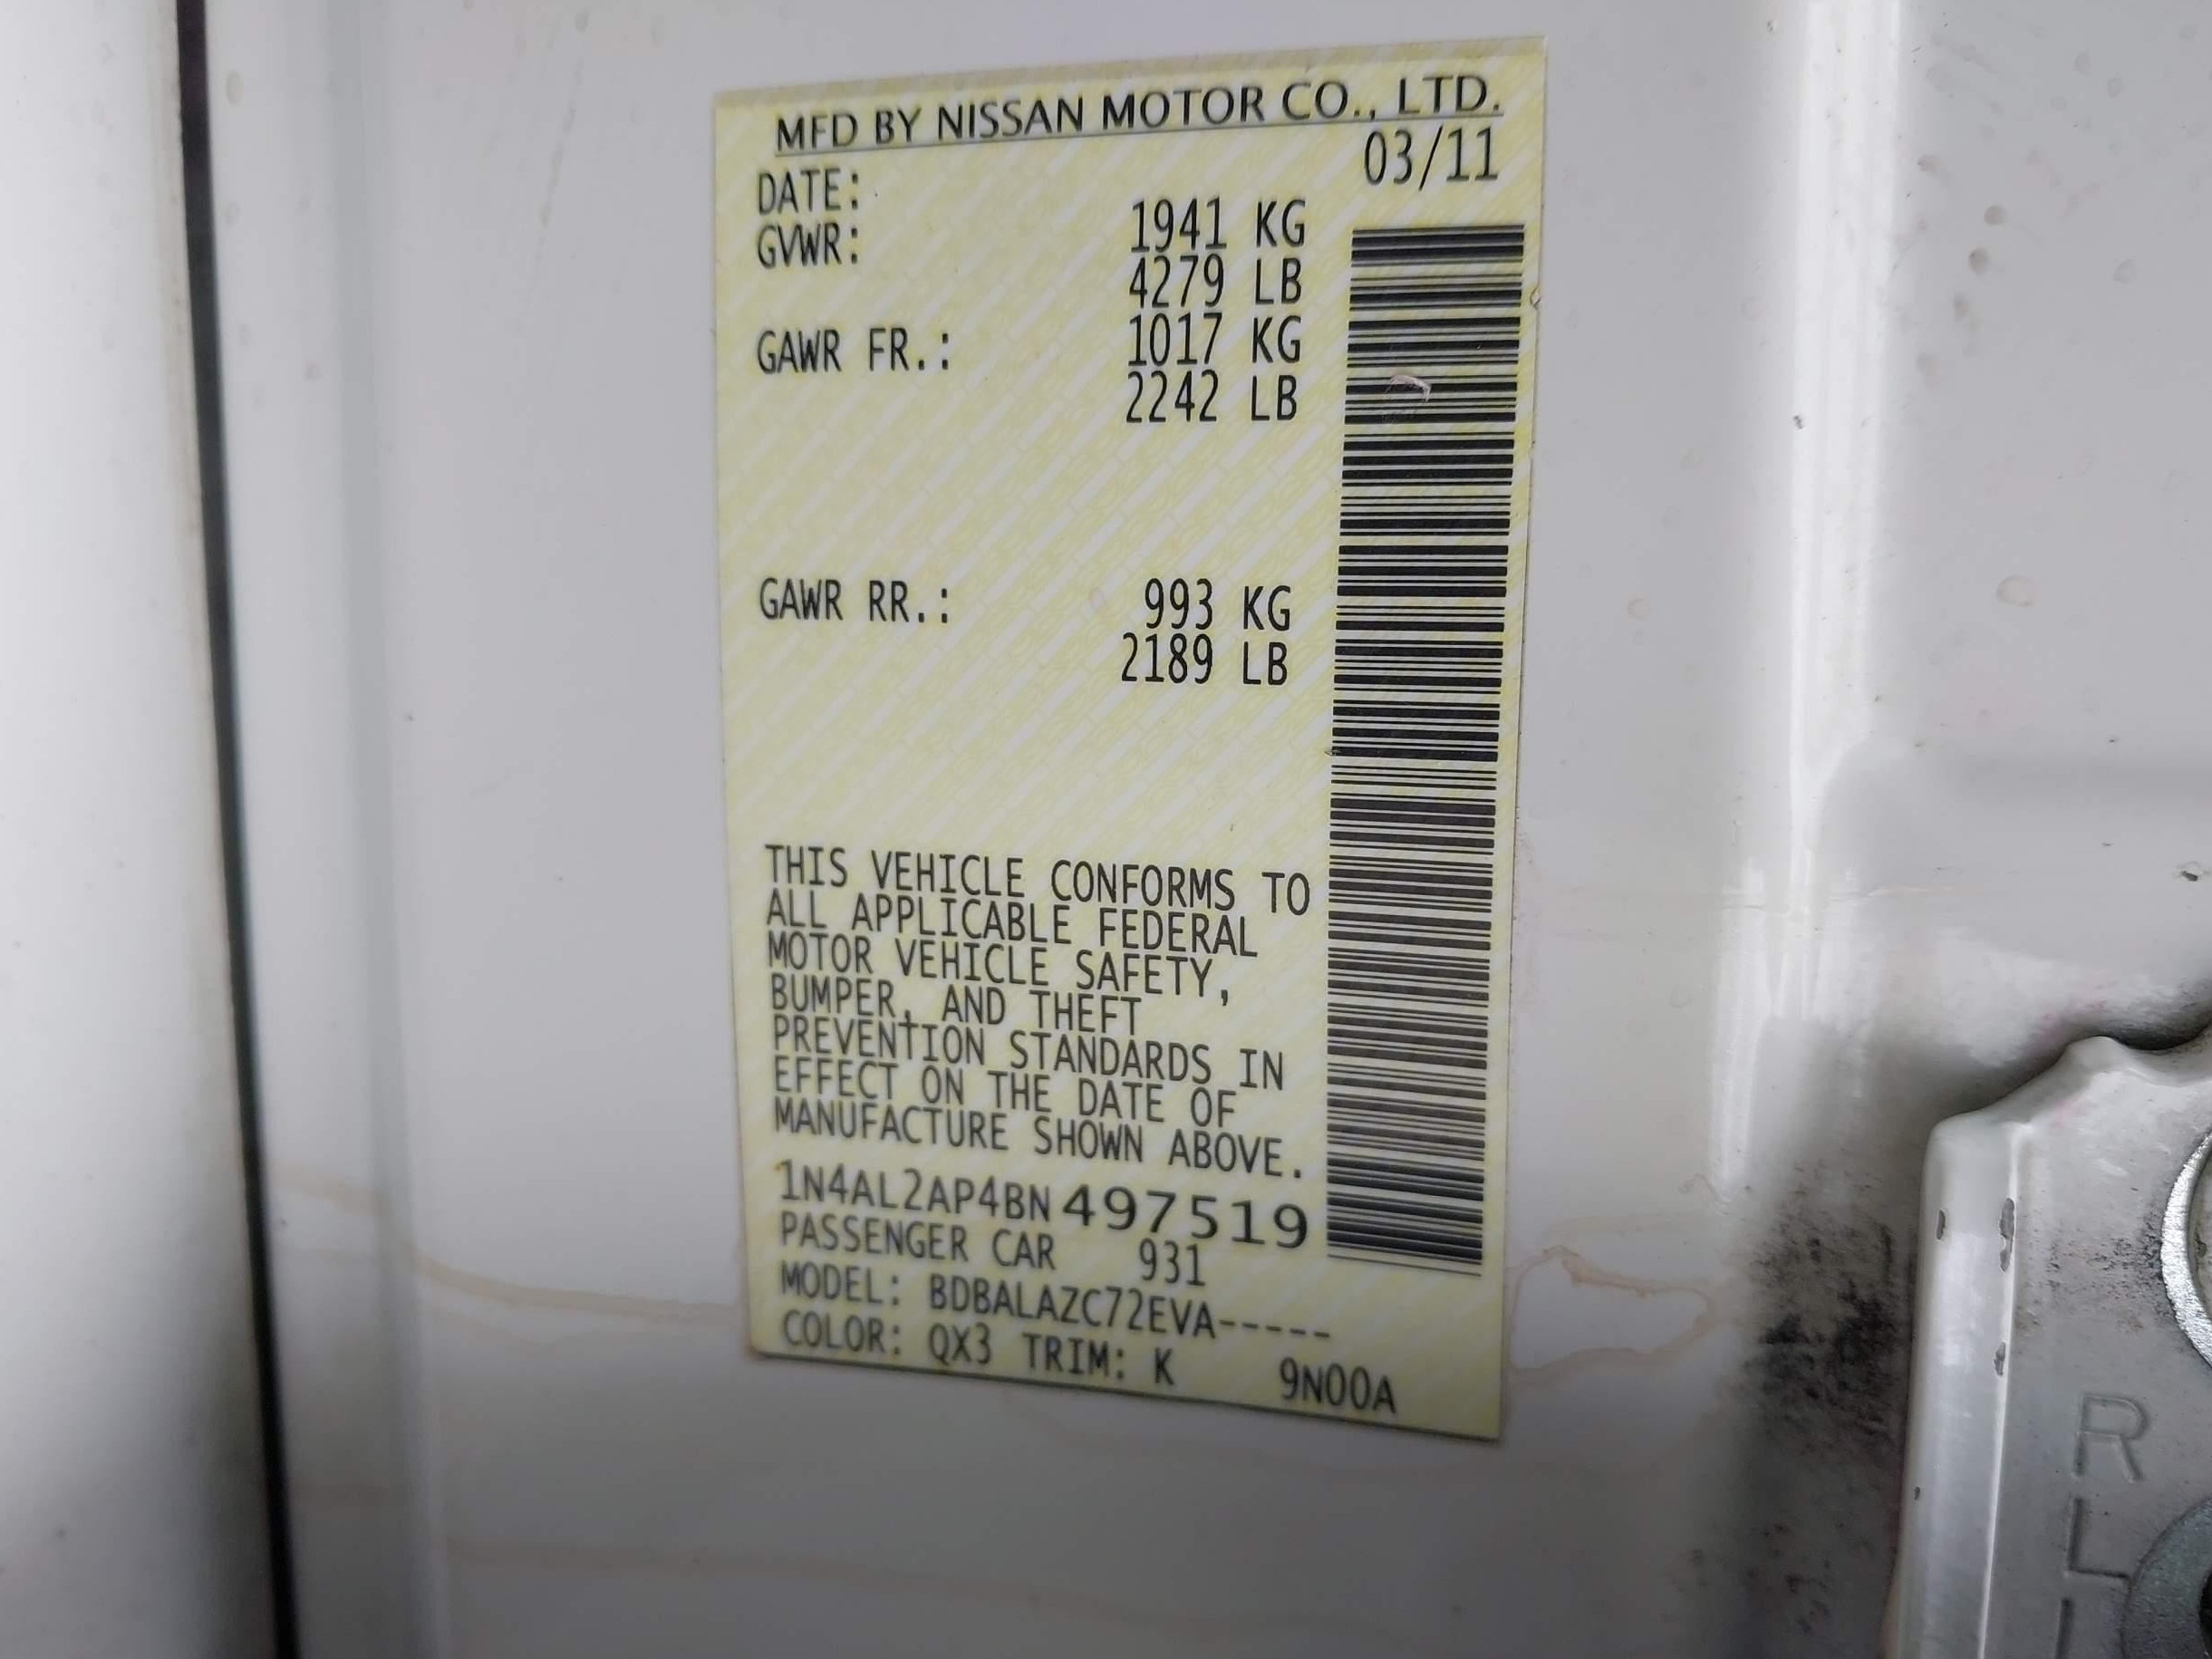 MFD BY NISSAN MOTOR CO., LTD.
DATE: 03/11
GVWR: 1941 KG
4279 LB
GAWR FR.: 1017 KG
2242 LB
GAWR RR.: 993 KG
2189 LB
THIS VEHICLE CONFORMS TO
ALL APPLICABLE FEDERAL
MOTOR VEHICLE SAFETY,
BUMPER, AND THEFT
PREVENTION STANDARDS IN
EFFECT ON THE DATE OF
MANUFACTURE SHOWN ABOVE.
1N4AL2AP4BN497519
PASSENGER CAR 931
MODEL: BDBALAZC72EVA-----
COLOR: QX3 TRIM: K 9N00A
R
L